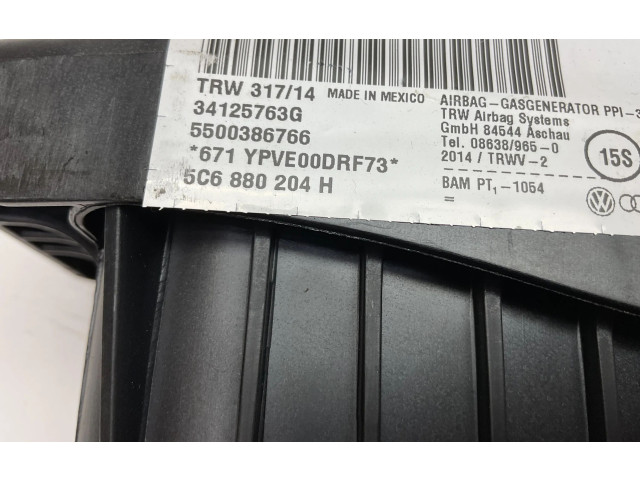 TRW 317/14 MADE IN MEXICO
34125763G
5500386766
*671 YPVE00DRF73*
5C6 880 204 H
AIRBAG-GASGENERATOR PPI-3
TRW Airbag Systems
GmbH 84544 Aschau
Tel. 08638/965-0
2014 / TRWV-2
15S
BAM PT₁-1054
=